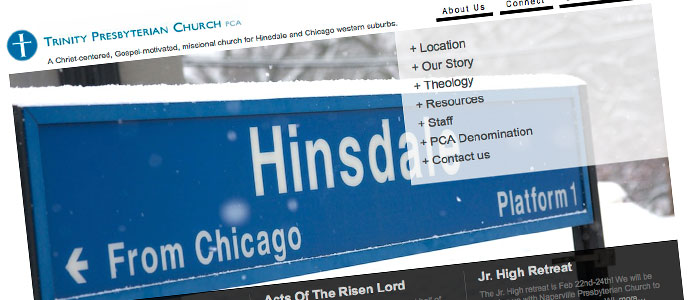 TRINITY PRESBYTERIAN CHURCH PCA
A Christ-centered, Gospel-motivated, missional church for Hinsdale and Chicago western suburbs.
About Us
Connect
+ Location
+ Our Story
+ Theology
+ Resources
+ Staff
+ PCA Denomination
+ Contact us
Hinsdale
Platform 1
From Chicago
Acts Of The Risen Lord
Jr. High Retreat
The Jr. High retreat is Feb 22nd-24th! We will be
with Naperville Presbyterian Church to